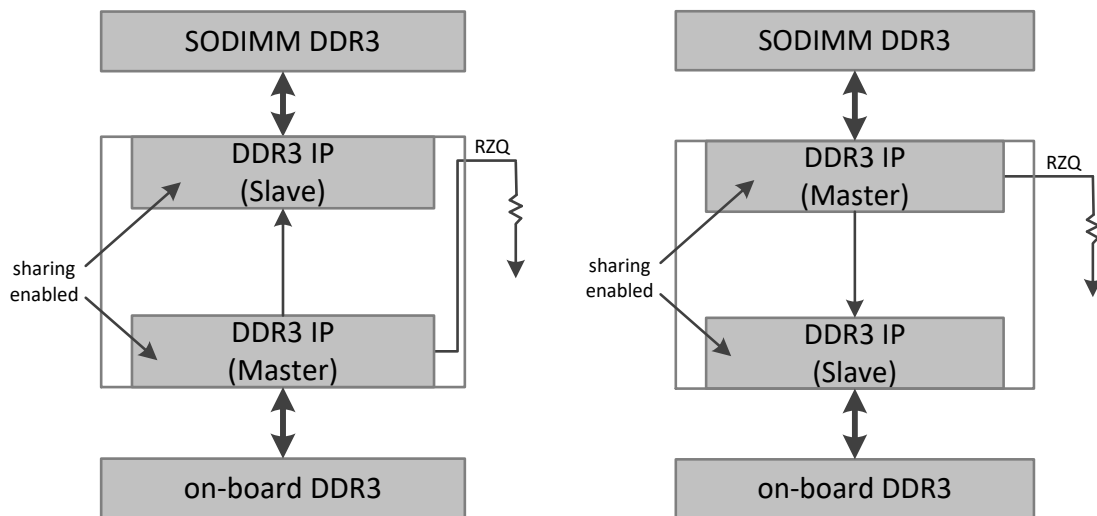 SODIMM DDR3
DDR3 IP
(Slave)
RZQ
sharing
enabled
DDR3 IP
(Master)
on-board DDR3
SODIMM DDR3
DDR3 IP
(Master)
RZQ
sharing
enabled
DDR3 IP
(Slave)
on-board DDR3